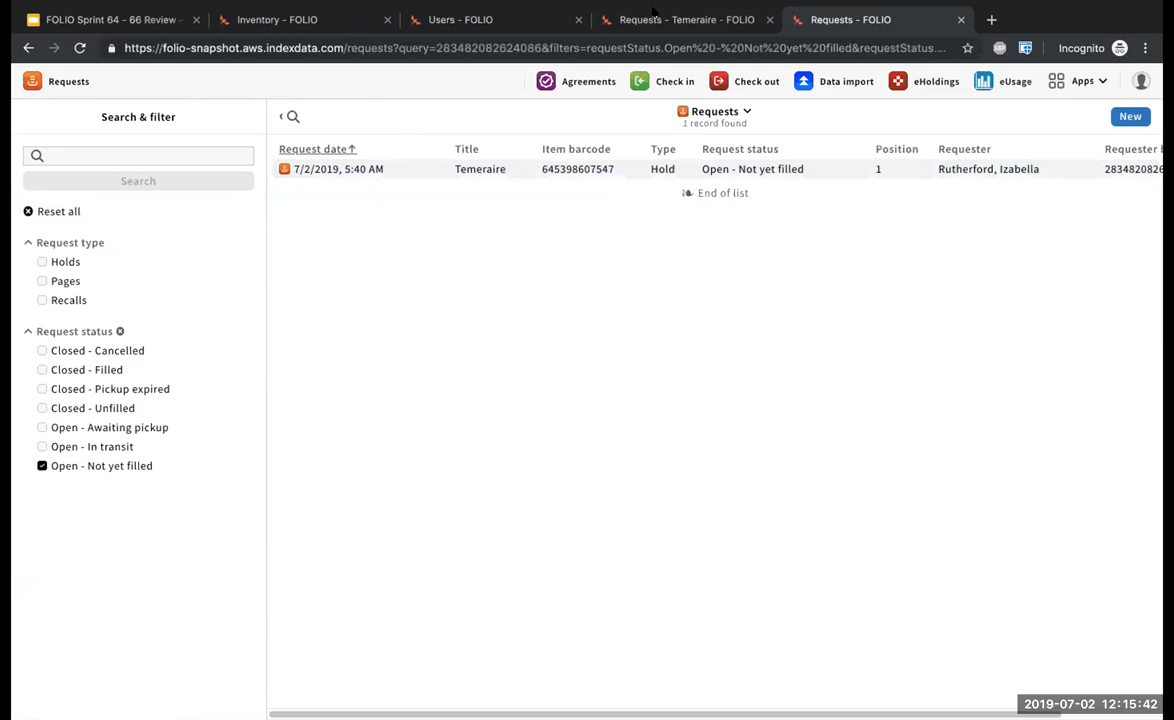 FOLIO Sprint 64 - 66 Review -
Inventory - FOLIO
Users - FOLIO
Requests - Temeraire - FOLIO
Requests - FOLIO
https://folio-snapshot.aws.indexdata.com/requests?query=283482082624086&filters=requestStatus.Open%20-%20Not%20yet%20filled&requestStatus...
ABP
Incognito
Requests
Agreements
Check in
Check out
Data import
eHoldings
eUsage
Apps
Search & filter
Search
Reset all
Request type
Holds
Pages
Recalls
Request status
Closed - Cancelled
Closed - Filled
Closed - Pickup expired
Closed - Unfilled
Open - Awaiting pickup
Open - In transit
Open - Not yet filled
Requests
1 record found
New
Request date Title Item barcode Type Request status Position Requester Requester
7/2/2019, 5:40 AM Temeraire 645398607547 Hold Open - Not yet filled 1 Rutherford, Izabella 283482082
End of list
2019-07-02 12:15:42